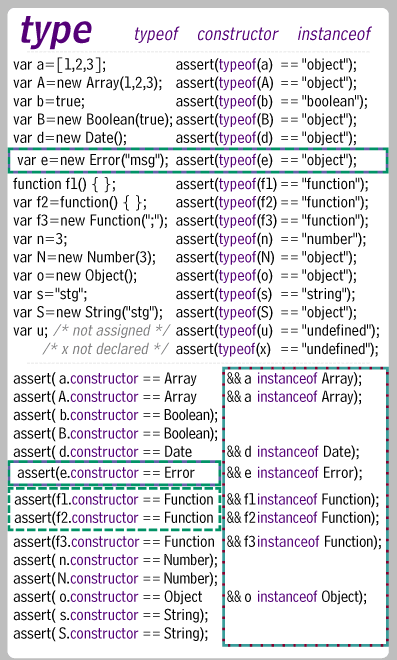 type typeof constructor instanceof
var a=[1,2,3]; assert(typeof(a) =="object");
var A=new Array(1,2,3); assert(typeof(A) =="object");
var b=true; assert(typeof(b) =="boolean");
var B=new Boolean(true); assert(typeof(B) =="object");
var d=new Date(); assert(typeof(d) =="object");
var e=new Error("msg"); assert(typeof(e) =="object");
function f1() { }; assert(typeof(f1) =="function");
var f2=function() { }; assert(typeof(f2) =="function");
var f3=new Function(";"); assert(typeof(f3) =="function");
var n=3; assert(typeof(n) =="number");
var N=new Number(3); assert(typeof(N) =="object");
var o=new Object(); assert(typeof(o) =="object");
var s="stg"; assert(typeof(s) =="string");
var S=new String("stg"); assert(typeof(S) =="object");
var u; /* not assigned */ assert(typeof(u) =="undefined");
/* x not declared */ assert(typeof(x) =="undefined");
assert( a.constructor == Array && a instanceof Array);
assert( A.constructor == Array && a instanceof Array);
assert( b.constructor == Boolean);
assert( B.constructor == Boolean);
assert( d.constructor == Date && d instanceof Date);
assert(e.constructor == Error && e instanceof Error);
assert(f1.constructor == Function && f1 instanceof Function);
assert(f2.constructor == Function && f2 instanceof Function);
assert(f3.constructor == Function && f3 instanceof Function);
assert( n.constructor == Number);
assert(N.constructor == Number);
assert( o.constructor == Object && o instanceof Object);
assert( s.constructor == String);
assert( S.constructor == String);